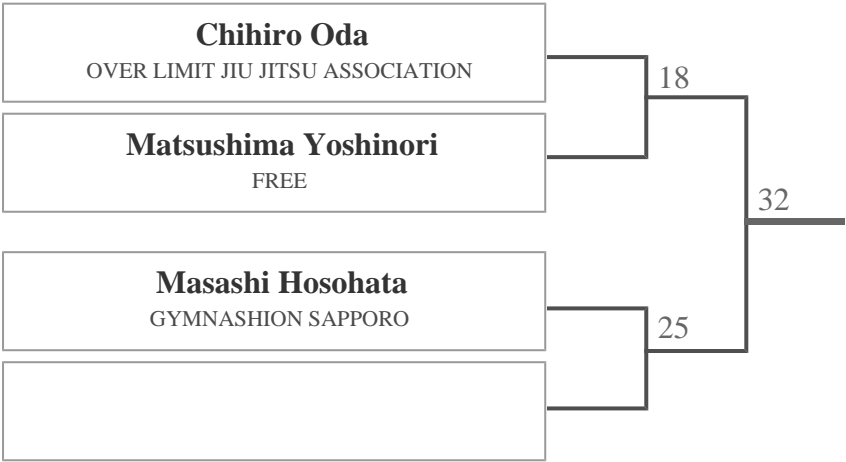 Chihiro Oda
OVER LIMIT JIU JITSU ASSOCIATION
18
Matsushima Yoshinori
FREE
32
Masashi Hosohata
GYMNASHION SAPPORO
25